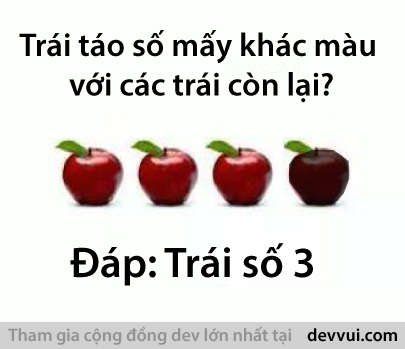 Trái táo số mấy khác màu
với các trái còn lại?
Đáp: Trái số 3
Tham gia cộng đồng dev lớn nhất tại devvui.com